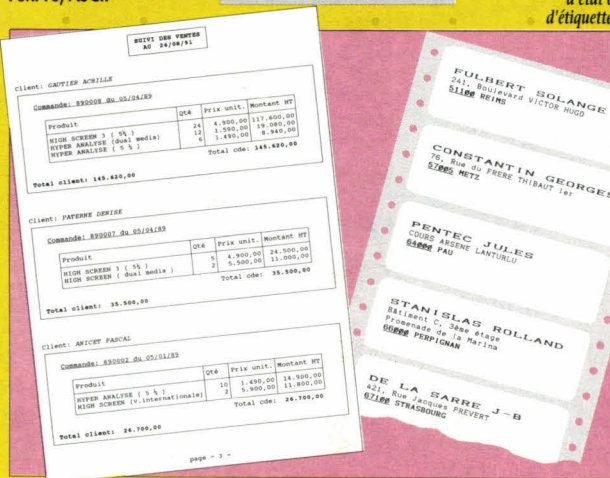 d'étiquette
SUIVI DES VENTES
AU 26/08/91
Client: GAUTIER ACHILLE
Commande: 890008 du 05/04/89
Produit Qté Prix unit. Montant HT
HIGH SCREEN 3 ( 5¼ ) 24 4.900,00 117.600,00
HYPER ANALYSE (dual media) 12 1.590,00 19.080,00
HYPER ANALYSE ( 5 ¼ ) 6 1.490,00 8.940,00
Total cde: 145.620,00
Total client: 145.620,00
Client: PATERNE DENISE
Commande: 890007 du 05/04/89
Produit Qté Prix unit. Montant HT
HIGH SCREEN 3 ( 5¼ ) 5 4.900,00 24.500,00
HIGH SCREEN ( dual media ) 2 5.500,00 11.000,00
Total cde: 35.500,00
Total client: 35.500,00
Client: ANICET PASCAL
Commande: 890002 du 05/01/89
Produit Qté Prix unit. Montant HT
HYPER ANALYSE ( 5 ¼ ) 10 1.490,00 14.900,00
HIGH SCREEN (V.internationale) 2 5.900,00 11.800,00
Total cde: 26.700,00
Total client: 26.700,00
page - 3 -
FULBERT SOLANGE
241, Boulevard VICTOR HUGO
51100 REIMS
CONSTANTIN GEORGES
76, Rue du FRERE THIBAUT 1er
57005 METZ
PENTEC JULES
COURS ARSENE LANTURLU
64000 PAU
STANISLAS ROLLAND
Bâtiment C, 3ème étage
Promenade de la Marina
66000 PERPIGNAN
DE LA SARRE J-B
421, Rue Jacques PREVERT
67100 STRASBOURG